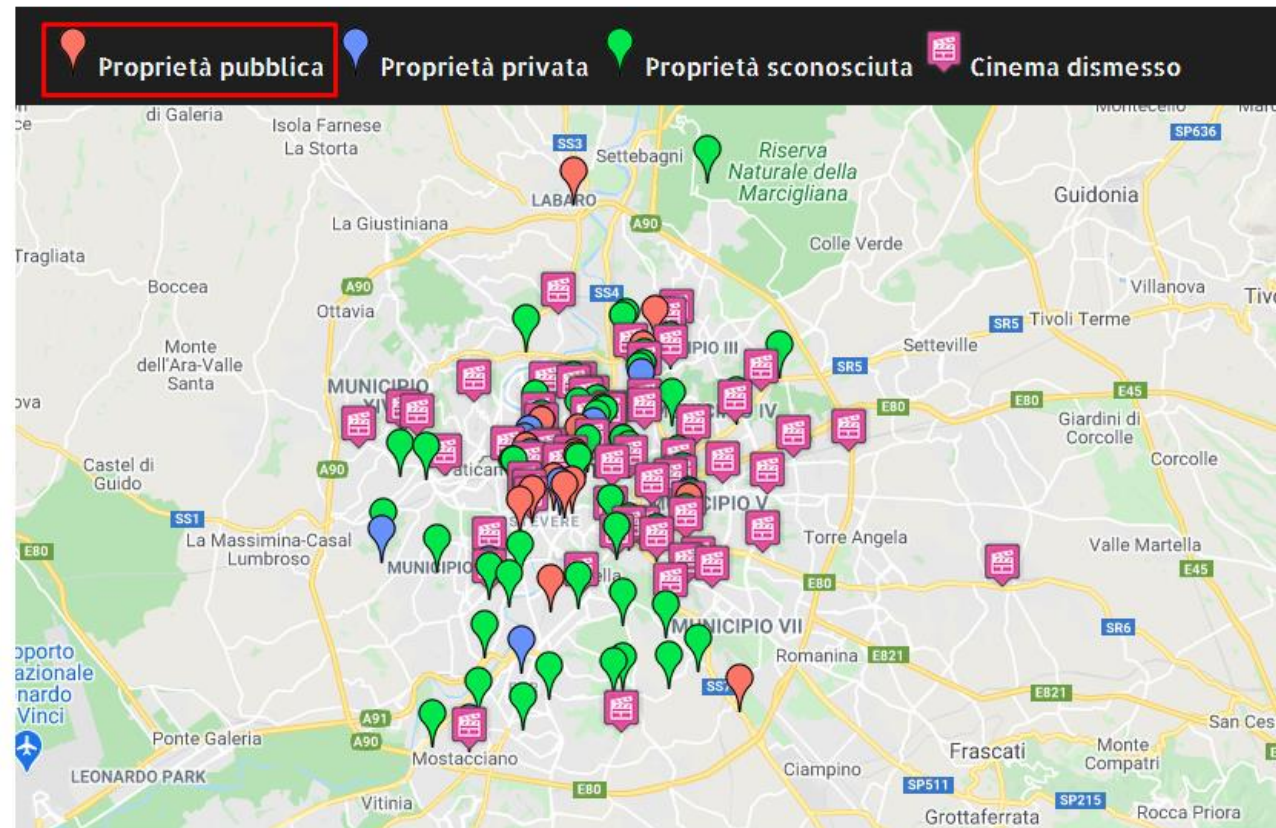 Proprietà pubblica
Proprietà privata
Proprietà sconosciuta
Cinema dismesso
di Galeria
Isola Farnese
La Storta
SS3
Settebagni
Riserva
Naturale della
Marcigliana
SP636
Guidonia
LABARO
La Giustiniana
A90
Colle Verde
Tragliata
Boccea
A90
Ottavia
SS4
Villanova
Monte
dell'Ara-Valle
Santa
IPIO III
SR5
Tivoli Terme
Setteville
SR5
MUNICIPIO
E45
E80
E80
Giardini di
Corcolle
Corcolle
Castel di
Guido
A90
SS1
La Massimina-Casal
Lumbroso
E80
Torre Angela
Valle Martella
E45
E80
MUNICIPIO VII
SR6
Romanina
E821
E821
SS7
A91
A90
Ponte Galeria
LEONARDO PARK
Mostacciano
Vitinia
E80
Ciampino
Frascati
Monte
Compatri
SP511
SP215
Grottaferrata
Rocca Priora
San Ces